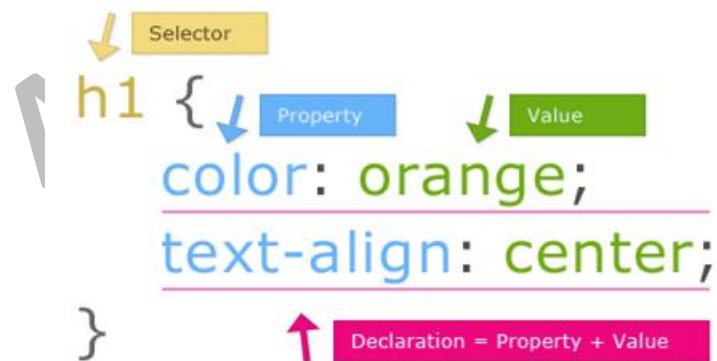 Selector
h1 {
Property
Value
color: orange;
text-align: center;
}
Declaration = Property + Value